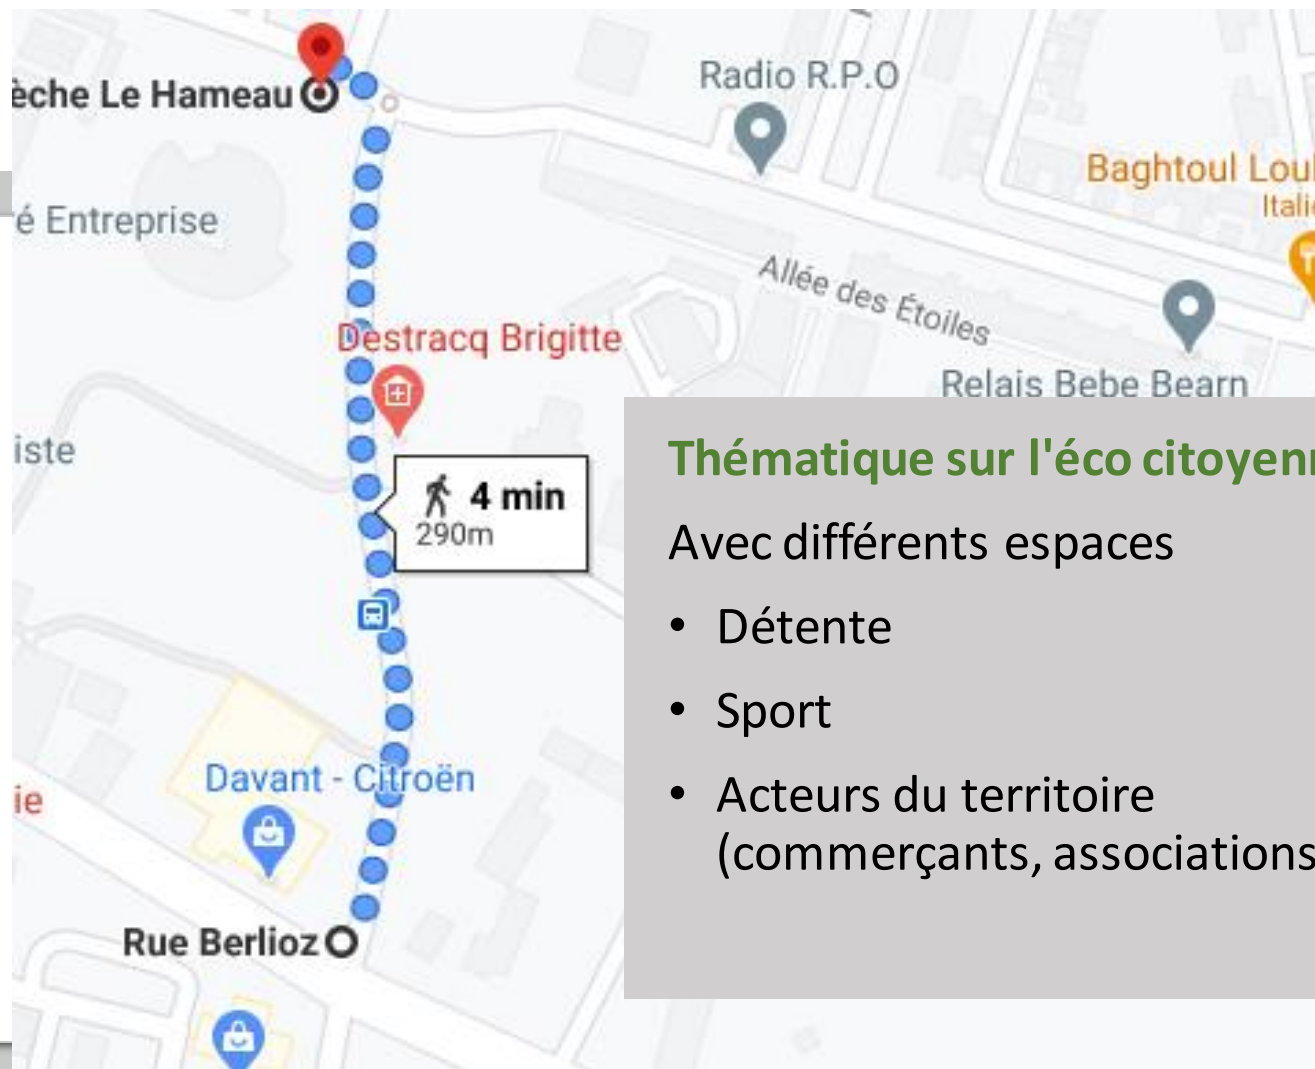 Radio R.P.O
èche Le Hameau
Baghtoul Lou
Itali
é Entreprise
Allée des Étoiles
Destracq Brigitte
Relais Bebe Bearn
iste
4 min
290m
Thématique sur l'éco citoyen
Avec différents espaces
• Détente
• Sport
• Acteurs du territoire
(commerçants, associations
Davant - Citroën
ie
Rue Berlioz